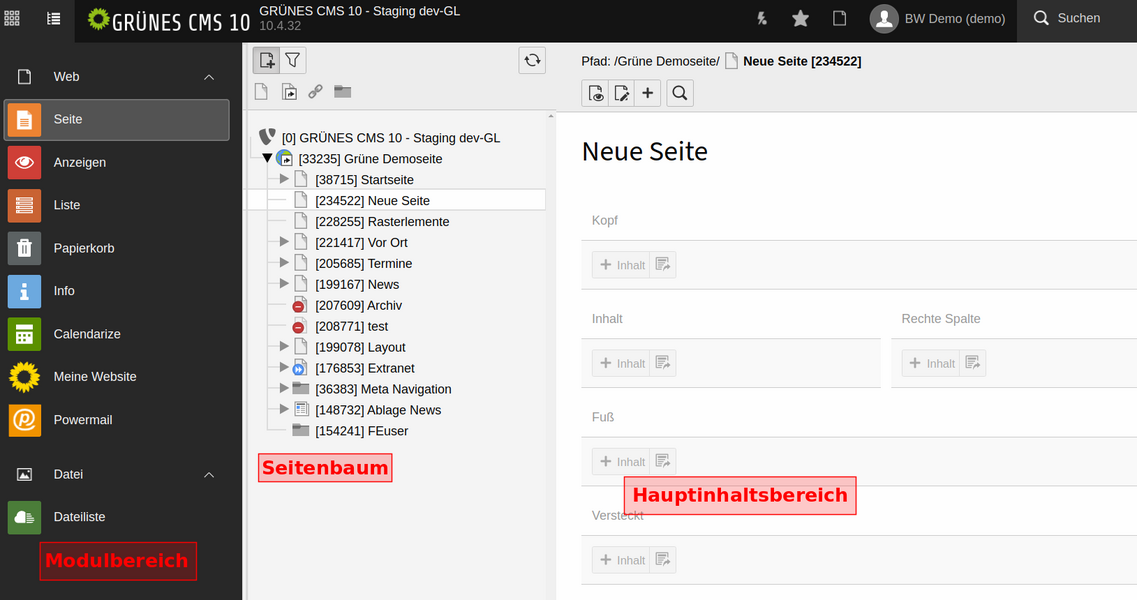 GRÜNES CMS 10
GRÜNES CMS 10 - Staging dev-GL
10.4.32
BW Demo (demo)
Suchen
Web
Seite
Anzeigen
Liste
Papierkorb
Info
Calendarize
Meine Website
Powermail
Datei
Dateiliste
Modulbereich
[0] GRÜNES CMS 10 - Staging dev-GL
[33235] Grüne Demoseite
[38715] Startseite
[234522] Neue Seite
[228255] Rasterlemente
[221417] Vor Ort
[205685] Termine
[199167] News
[207609] Archiv
[208771] test
[199078] Layout
[176853] Extranet
[36383] Meta Navigation
[148732] Ablage News
[154241] FEuser
Seitenbaum
Pfad: /Grüne Demoseite/ Neue Seite [234522]
Neue Seite
Kopf
+ Inhalt
Inhalt
Rechte Spalte
+ Inhalt
+ Inhalt
Fuß
+ Inhalt
Hauptinhaltsbereich
Versteckt
+ Inhalt